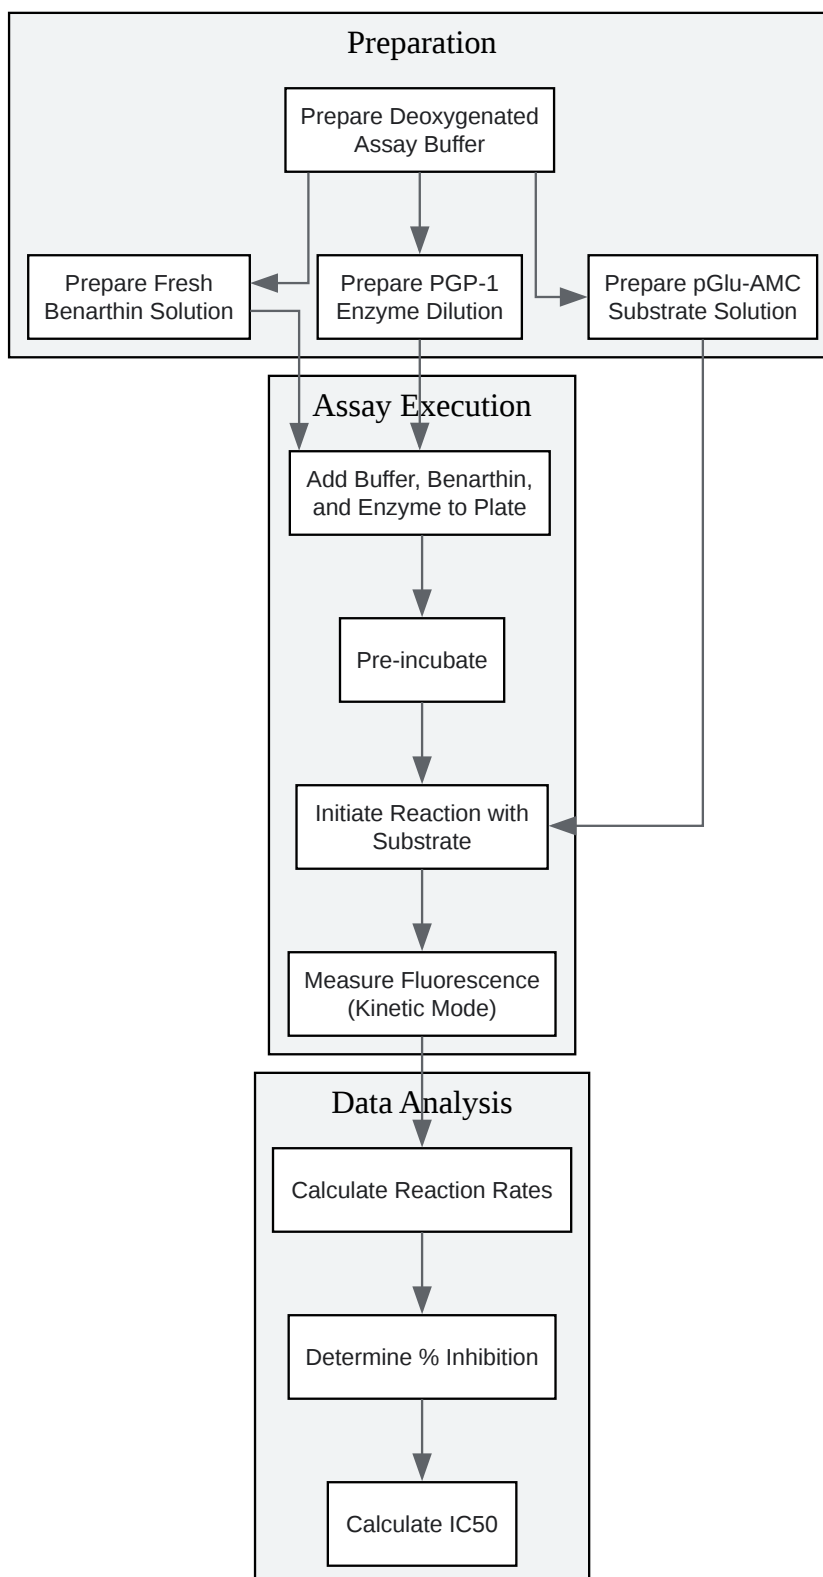 Preparation
Prepare Deoxygenated
Assay Buffer
Prepare Fresh
Benarthin Solution
Prepare PGP-1
Enzyme Dilution
Prepare pGlu-AMC
Substrate Solution
Assay Execution
Add Buffer, Benarthin,
and Enzyme to Plate
Pre-incubate
Initiate Reaction with
Substrate
Measure Fluorescence
(Kinetic Mode)
Data Analysis
Calculate Reaction Rates
Determine % Inhibition
Calculate IC50